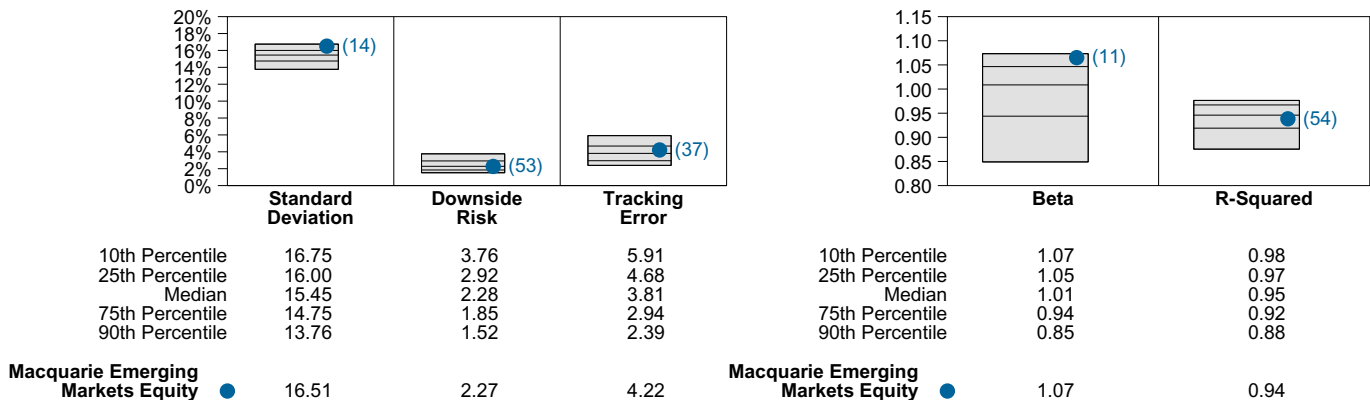 20%
18%
16%
14%
12%
10%
8%
6%
4%
2%
0%
(14)
(53)
(37)
Standard Deviation
Downside Risk
Tracking Error
10th Percentile 16.75 3.76 5.91
25th Percentile 16.00 2.92 4.68
Median 15.45 2.28 3.81
75th Percentile 14.75 1.85 2.94
90th Percentile 13.76 1.52 2.39
Macquarie Emerging
Markets Equity 16.51 2.27 4.22
1.15
1.10
1.05
1.00
0.95
0.90
0.85
0.80
(11)
(54)
Beta
R-Squared
10th Percentile 1.07 0.98
25th Percentile 1.05 0.97
Median 1.01 0.95
75th Percentile 0.94 0.92
90th Percentile 0.85 0.88
Macquarie Emerging
Markets Equity 1.07 0.94